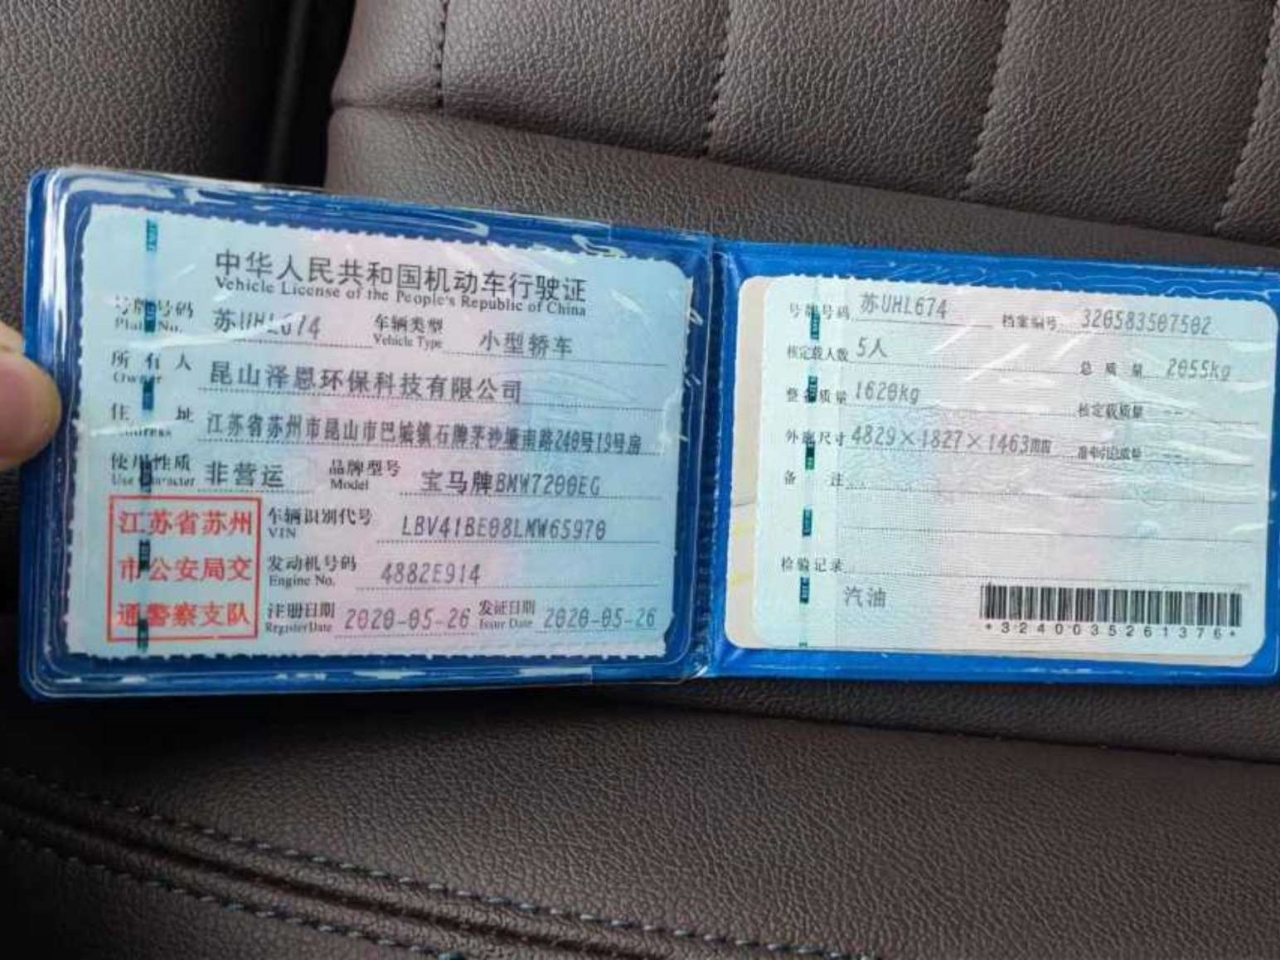 中华人民共和国机动车行驶证
Vehicle License of the People's Republic of China
号牌号码 苏UHL674 车辆类型 小型轿车
Plate No. Vehicle Type
所有人 昆山泽恩环保科技有限公司
Owner
住址 江苏省苏州市昆山市巴城镇石牌茅沙塘南路248号19号房
Address
使用性质 非营运 品牌型号 宝马牌BMW7200EG
Use Character Model
江苏省苏州
市公安局交
通警察支队
车辆识别代号 LBV41BE08LMW65970
VIN
发动机号码 4882E914
Engine No.
注册日期 2020-05-26 发证日期 2020-05-26
Register Date Issue Date
号牌号码 苏UHL674 档案编号 320583507502
核定载人数 5人 总质量 2055kg
整备质量 1620kg 核定载质量 --
外廓尺寸 4829×1827×1463mm 准牵引总质量 --
备注
检验记录
汽油
*3240035261376*